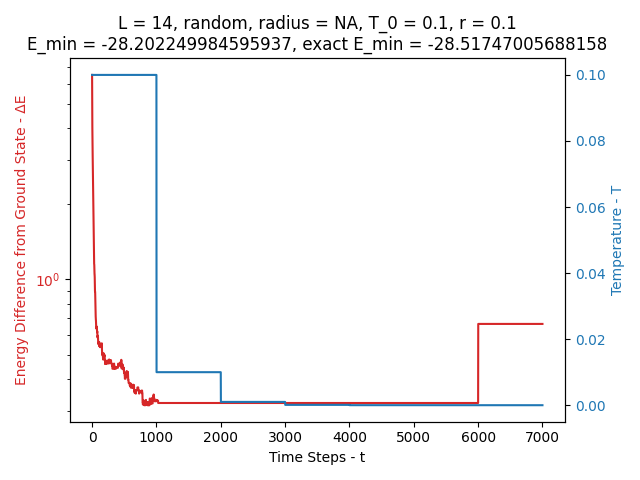 L = 14, random, radius = NA, T_0 = 0.1, r = 0.1
E_min = -28.202249984595937, exact E_min = -28.51747005688158
Energy Difference from Ground State - ΔE
10⁰
0.10
0.08
0.06
0.04
0.02
0.00
Temperature - T
0 1000 2000 3000 4000 5000 6000 7000
Time Steps - t